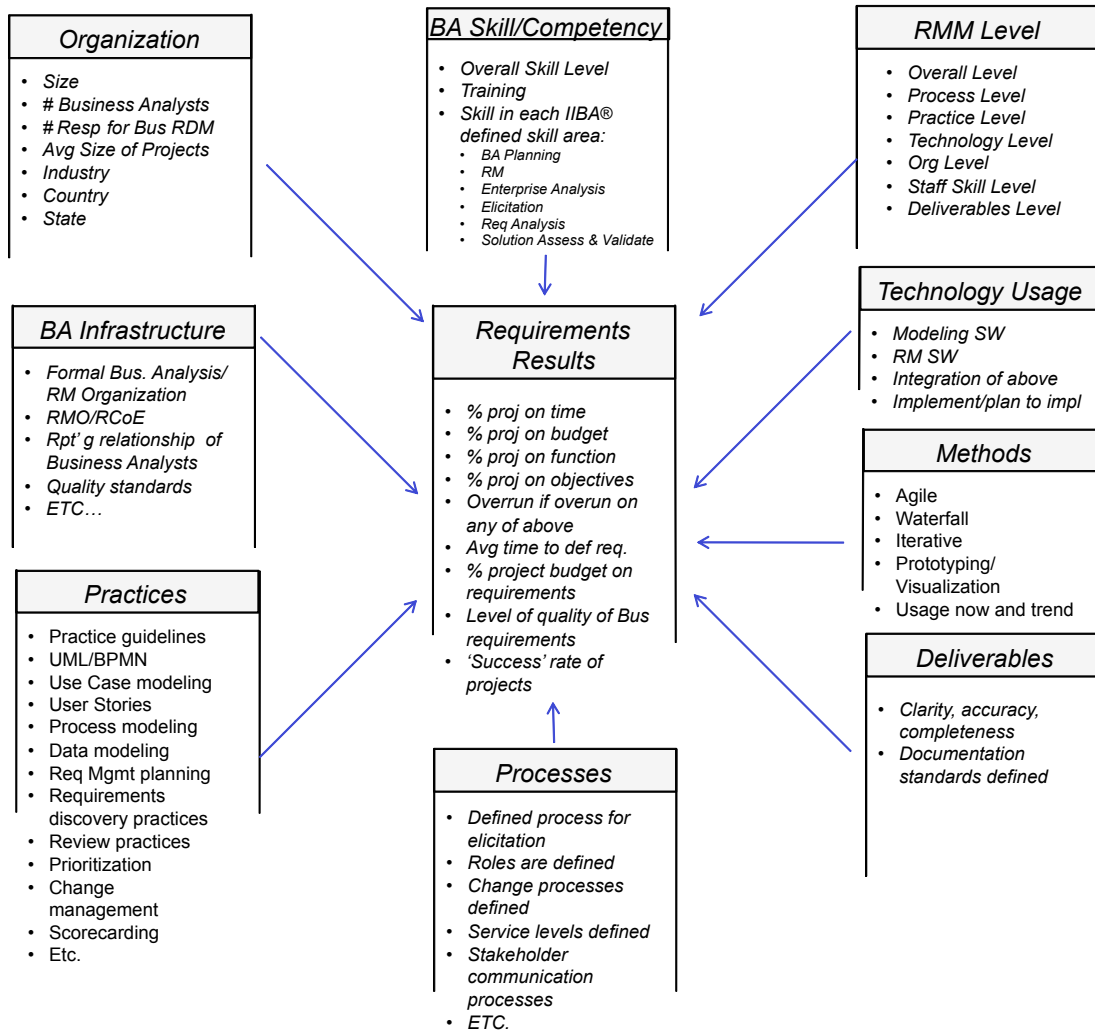 Organization
• Size
• # Business Analysts
• # Resp for Bus RDM
• Avg Size of Projects
• Industry
• Country
• State
BA Skill/Competency
• Overall Skill Level
• Training
• Skill in each IIBA®
defined skill area:
• BA Planning
• RM
• Enterprise Analysis
• Elicitation
• Req Analysis
• Solution Assess & Validate
RMM Level
• Overall Level
• Process Level
• Practice Level
• Technology Level
• Org Level
• Staff Skill Level
• Deliverables Level
BA Infrastructure
• Formal Bus. Analysis/
RM Organization
• RMO/RCoE
• Rpt' g relationship of
Business Analysts
• Quality standards
• ETC…
Requirements
Results
• % proj on time
• % proj on budget
• % proj on function
• % proj on objectives
• Overrun if overun on
any of above
• Avg time to def req.
• % project budget on
requirements
• Level of quality of Bus
requirements
• ‘Success’ rate of
projects
Technology Usage
• Modeling SW
• RM SW
• Integration of above
• Implement/plan to impl
Methods
• Agile
• Waterfall
• Iterative
• Prototyping/
Visualization
• Usage now and trend
Practices
• Practice guidelines
• UML/BPMN
• Use Case modeling
• User Stories
• Process modeling
• Data modeling
• Req Mgmt planning
• Requirements
discovery practices
• Review practices
• Prioritization
• Change
management
• Scorecarding
• Etc.
Processes
• Defined process for
elicitation
• Roles are defined
• Change processes
defined
• Service levels defined
• Stakeholder
communication
processes
• ETC.
Deliverables
• Clarity, accuracy,
completeness
• Documentation
standards defined